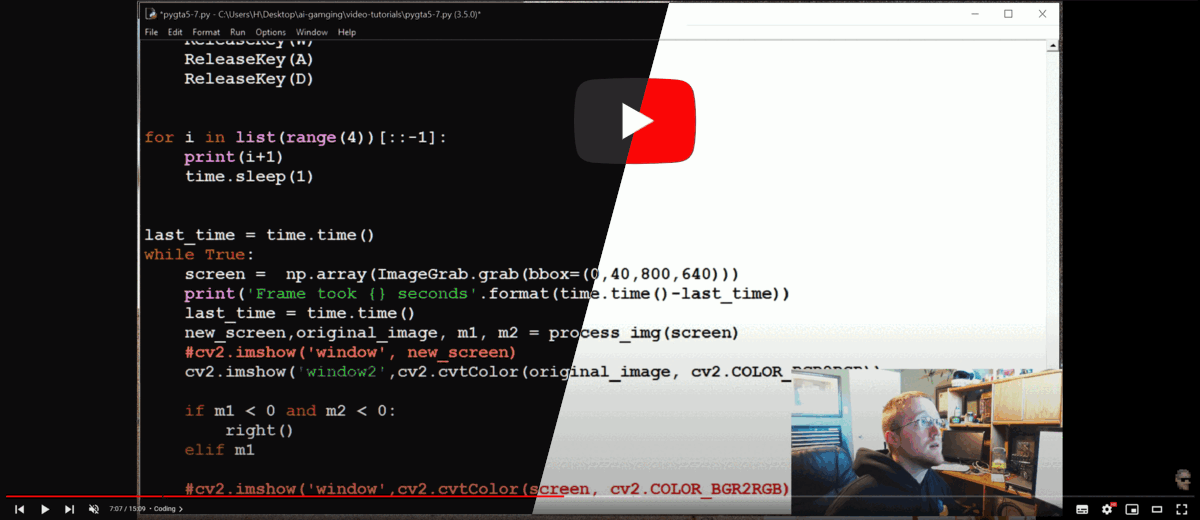 *pygta5-7.py - C:\Users\H\Desktop\ai-gamging\video-tutorials\pygta5-7.py (3.5.0)*
File Edit Format Run Options Window Help
ReleaseKey(W)
ReleaseKey(A)
ReleaseKey(D)
for i in list(range(4))[::-1]:
print(i+1)
time.sleep(1)
last_time = time.time()
while True:
screen =  np.array(ImageGrab.grab(bbox=(0,40,800,640)))
print('Frame took {} seconds'.format(time.time()-last_time))
last_time = time.time()
new_screen,original_image, m1, m2 = process_img(screen)
#cv2.imshow('window', new_screen)
cv2.imshow('window2',cv2.cvtColor(original_image, cv2.COLOR_BGR2RGB))
if m1 < 0 and m2 < 0:
right()
elif m1
#cv2.imshow('window',cv2.cvtColor(screen, cv2.COLOR_BGR2RGB)
7:07 / 15:09 • Coding >